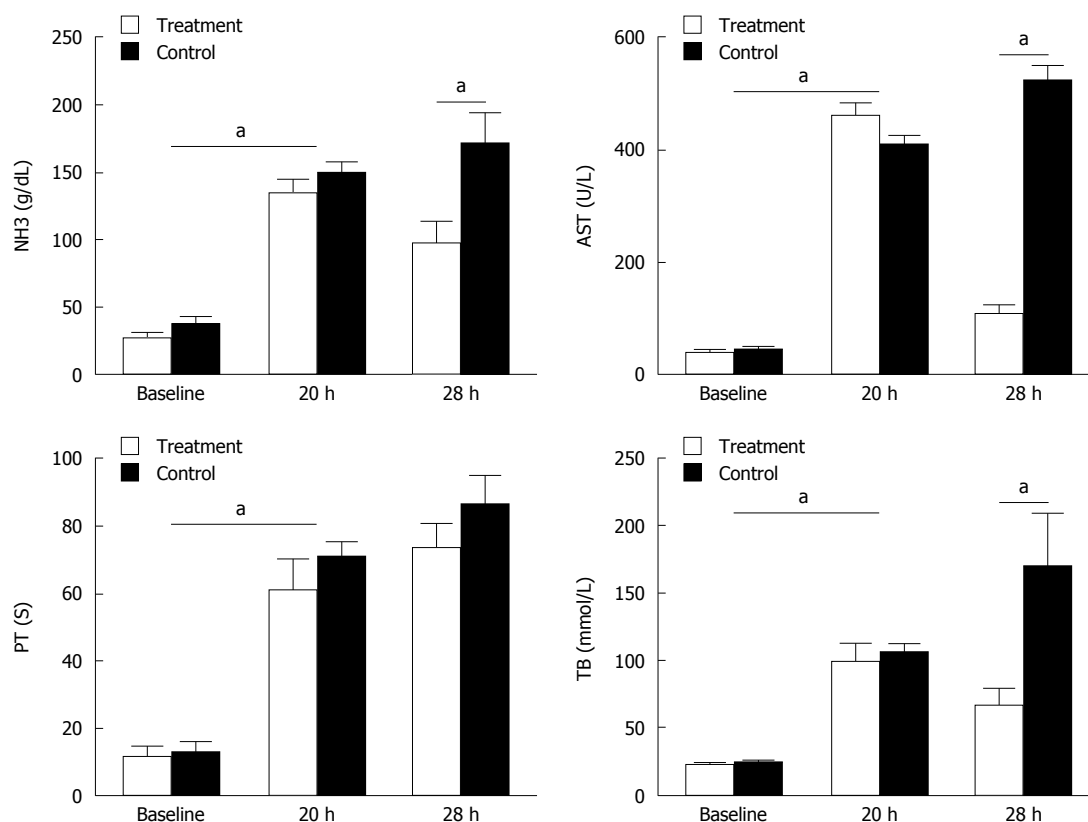 Treatment
Control
250
200
150
100
50
0
NH3 (g/dL)
a
a
Baseline 20 h 28 h
Treatment
Control
600
400
200
0
AST (U/L)
a
a
Baseline 20 h 28 h
Treatment
Control
100
80
60
40
20
0
PT (S)
a
Baseline 20 h 28 h
Treatment
Control
250
200
150
100
50
0
TB (mmol/L)
a
a
Baseline 20 h 28 h